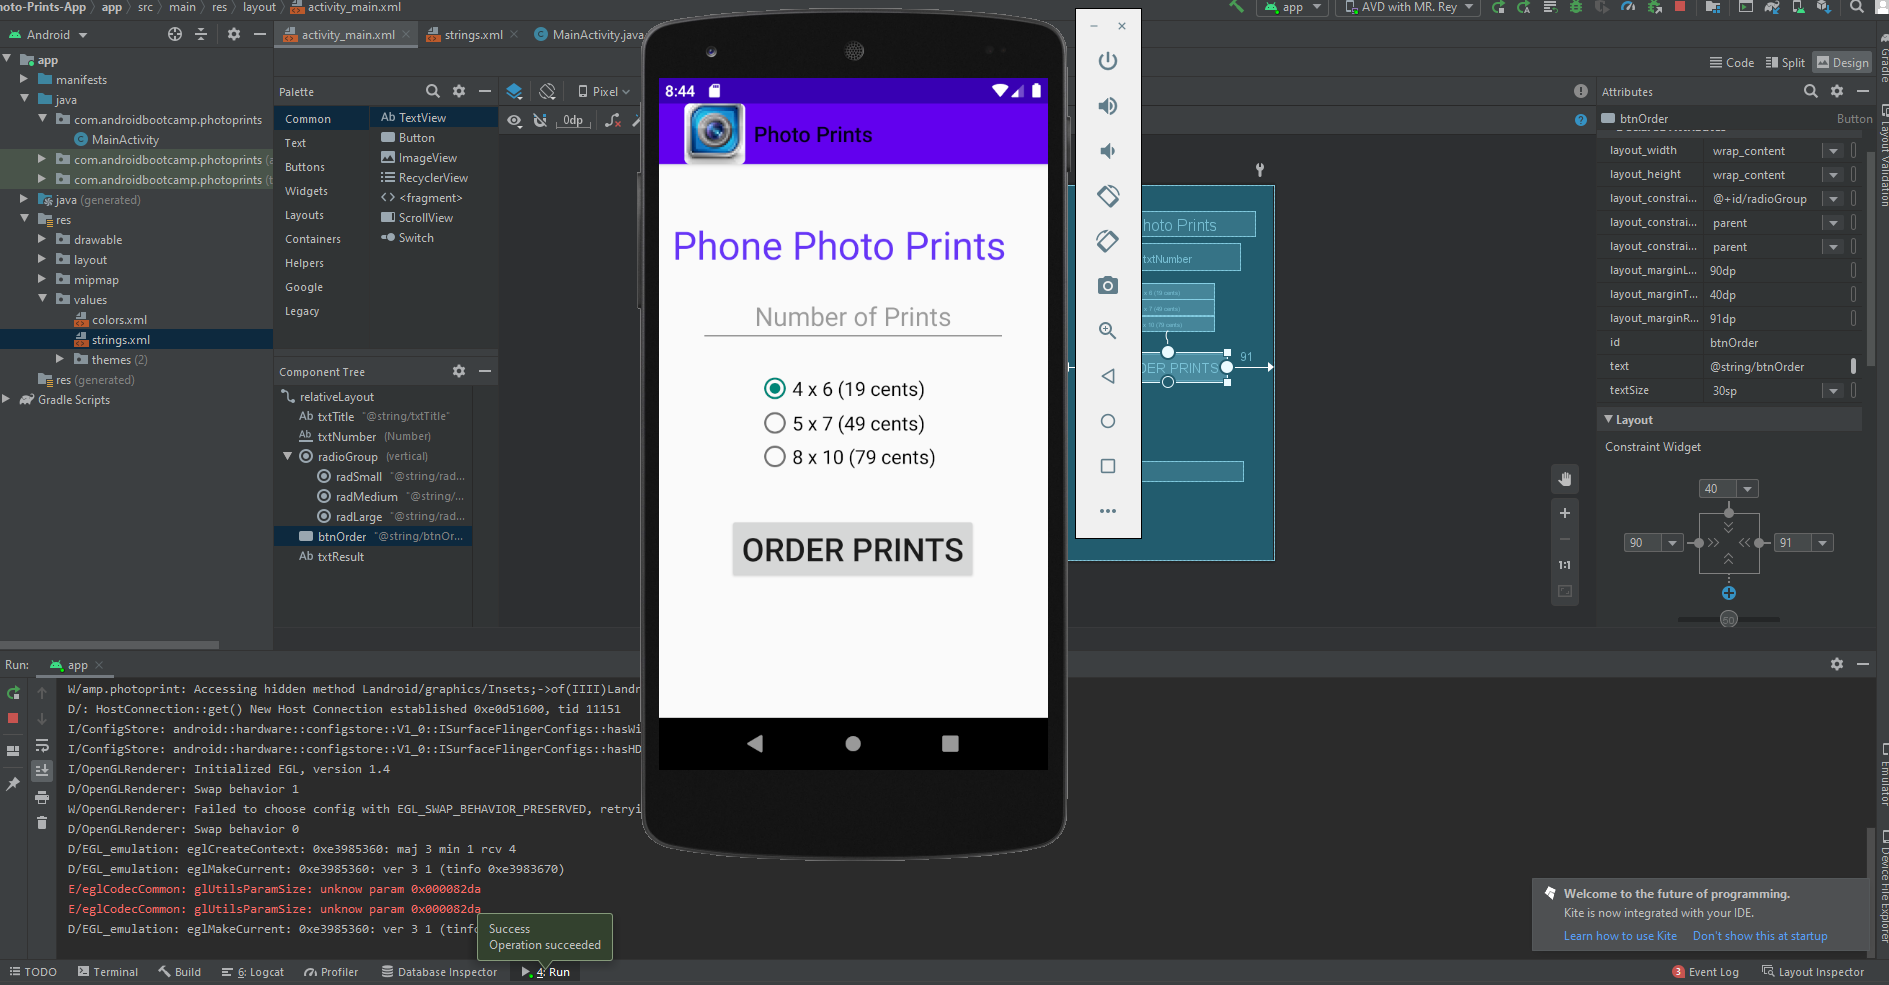 hoto-Prints-App
app
src
main
res
layout
activity_main.xml
app
AVD with MR. Rey
Android
activity_main.xml
strings.xml
MainActivity.java
Code
Split
Design
app
manifests
java
com.androidbootcamp.photoprints
MainActivity
com.androidbootcamp.photoprints (a
com.androidbootcamp.photoprints (t
java (generated)
res
drawable
layout
mipmap
values
colors.xml
strings.xml
themes (2)
res (generated)
Gradle Scripts
Palette
Common
Text
Buttons
Widgets
Layouts
Containers
Helpers
Google
Legacy
Ab TextView
Button
ImageView
RecyclerView
<> <fragment>
ScrollView
Switch
Pixel
0dp
Component Tree
relativeLayout
Ab txtTitle "@string/txtTitle"
Ab txtNumber (Number)
radioGroup (vertical)
radSmall "@string/rad...
radMedium "@string/...
radLarge "@string/rad...
btnOrder "@string/btnOr...
Ab txtResult
8:44
Photo Prints
Phone Photo Prints
Number of Prints
4 x 6 (19 cents)
5 x 7 (49 cents)
8 x 10 (79 cents)
ORDER PRINTS
hoto Prints
txtNumber
x 6 (19 cents)
x 7 (49 cents)
x 10 (79 cents)
DER PRINTS
91
1:1
Attributes
btnOrder
Button
layout_width wrap_content
layout_height wrap_content
layout_constrai... @+id/radioGroup
layout_constrai... parent
layout_constrai... parent
layout_marginL... 90dp
layout_marginT... 40dp
layout_marginR... 91dp
id btnOrder
text @string/btnOrder
textSize 30sp
Layout
Constraint Widget
40
90
91
50
Gradle
Layout Validation
Emulator
Device File Explorer
Run:
app
W/amp.photoprint: Accessing hidden method Landroid/graphics/Insets;->of(IIII)Landr
D/: HostConnection::get() New Host Connection established 0xe0d51600, tid 11151
I/ConfigStore: android::hardware::configstore::V1_0::ISurfaceFlingerConfigs::hasWi
I/ConfigStore: android::hardware::configstore::V1_0::ISurfaceFlingerConfigs::hasHD
I/OpenGLRenderer: Initialized EGL, version 1.4
D/OpenGLRenderer: Swap behavior 1
W/OpenGLRenderer: Failed to choose config with EGL_SWAP_BEHAVIOR_PRESERVED, retryi
D/OpenGLRenderer: Swap behavior 0
D/EGL_emulation: eglCreateContext: 0xe3985360: maj 3 min 1 rcv 4
D/EGL_emulation: eglMakeCurrent: 0xe3985360: ver 3 1 (tinfo 0xe3983670)
E/eglCodecCommon: glUtilsParamSize: unknow param 0x000082da
E/eglCodecCommon: glUtilsParamSize: unknow param 0x000082da
D/EGL_emulation: eglMakeCurrent: 0xe3985360: ver 3 1 (tinf
Success
Operation succeeded
Welcome to the future of programming.
Kite is now integrated with your IDE.
Learn how to use Kite
Don't show this at startup
TODO
Terminal
Build
6: Logcat
Profiler
Database Inspector
4: Run
3 Event Log
Layout Inspector